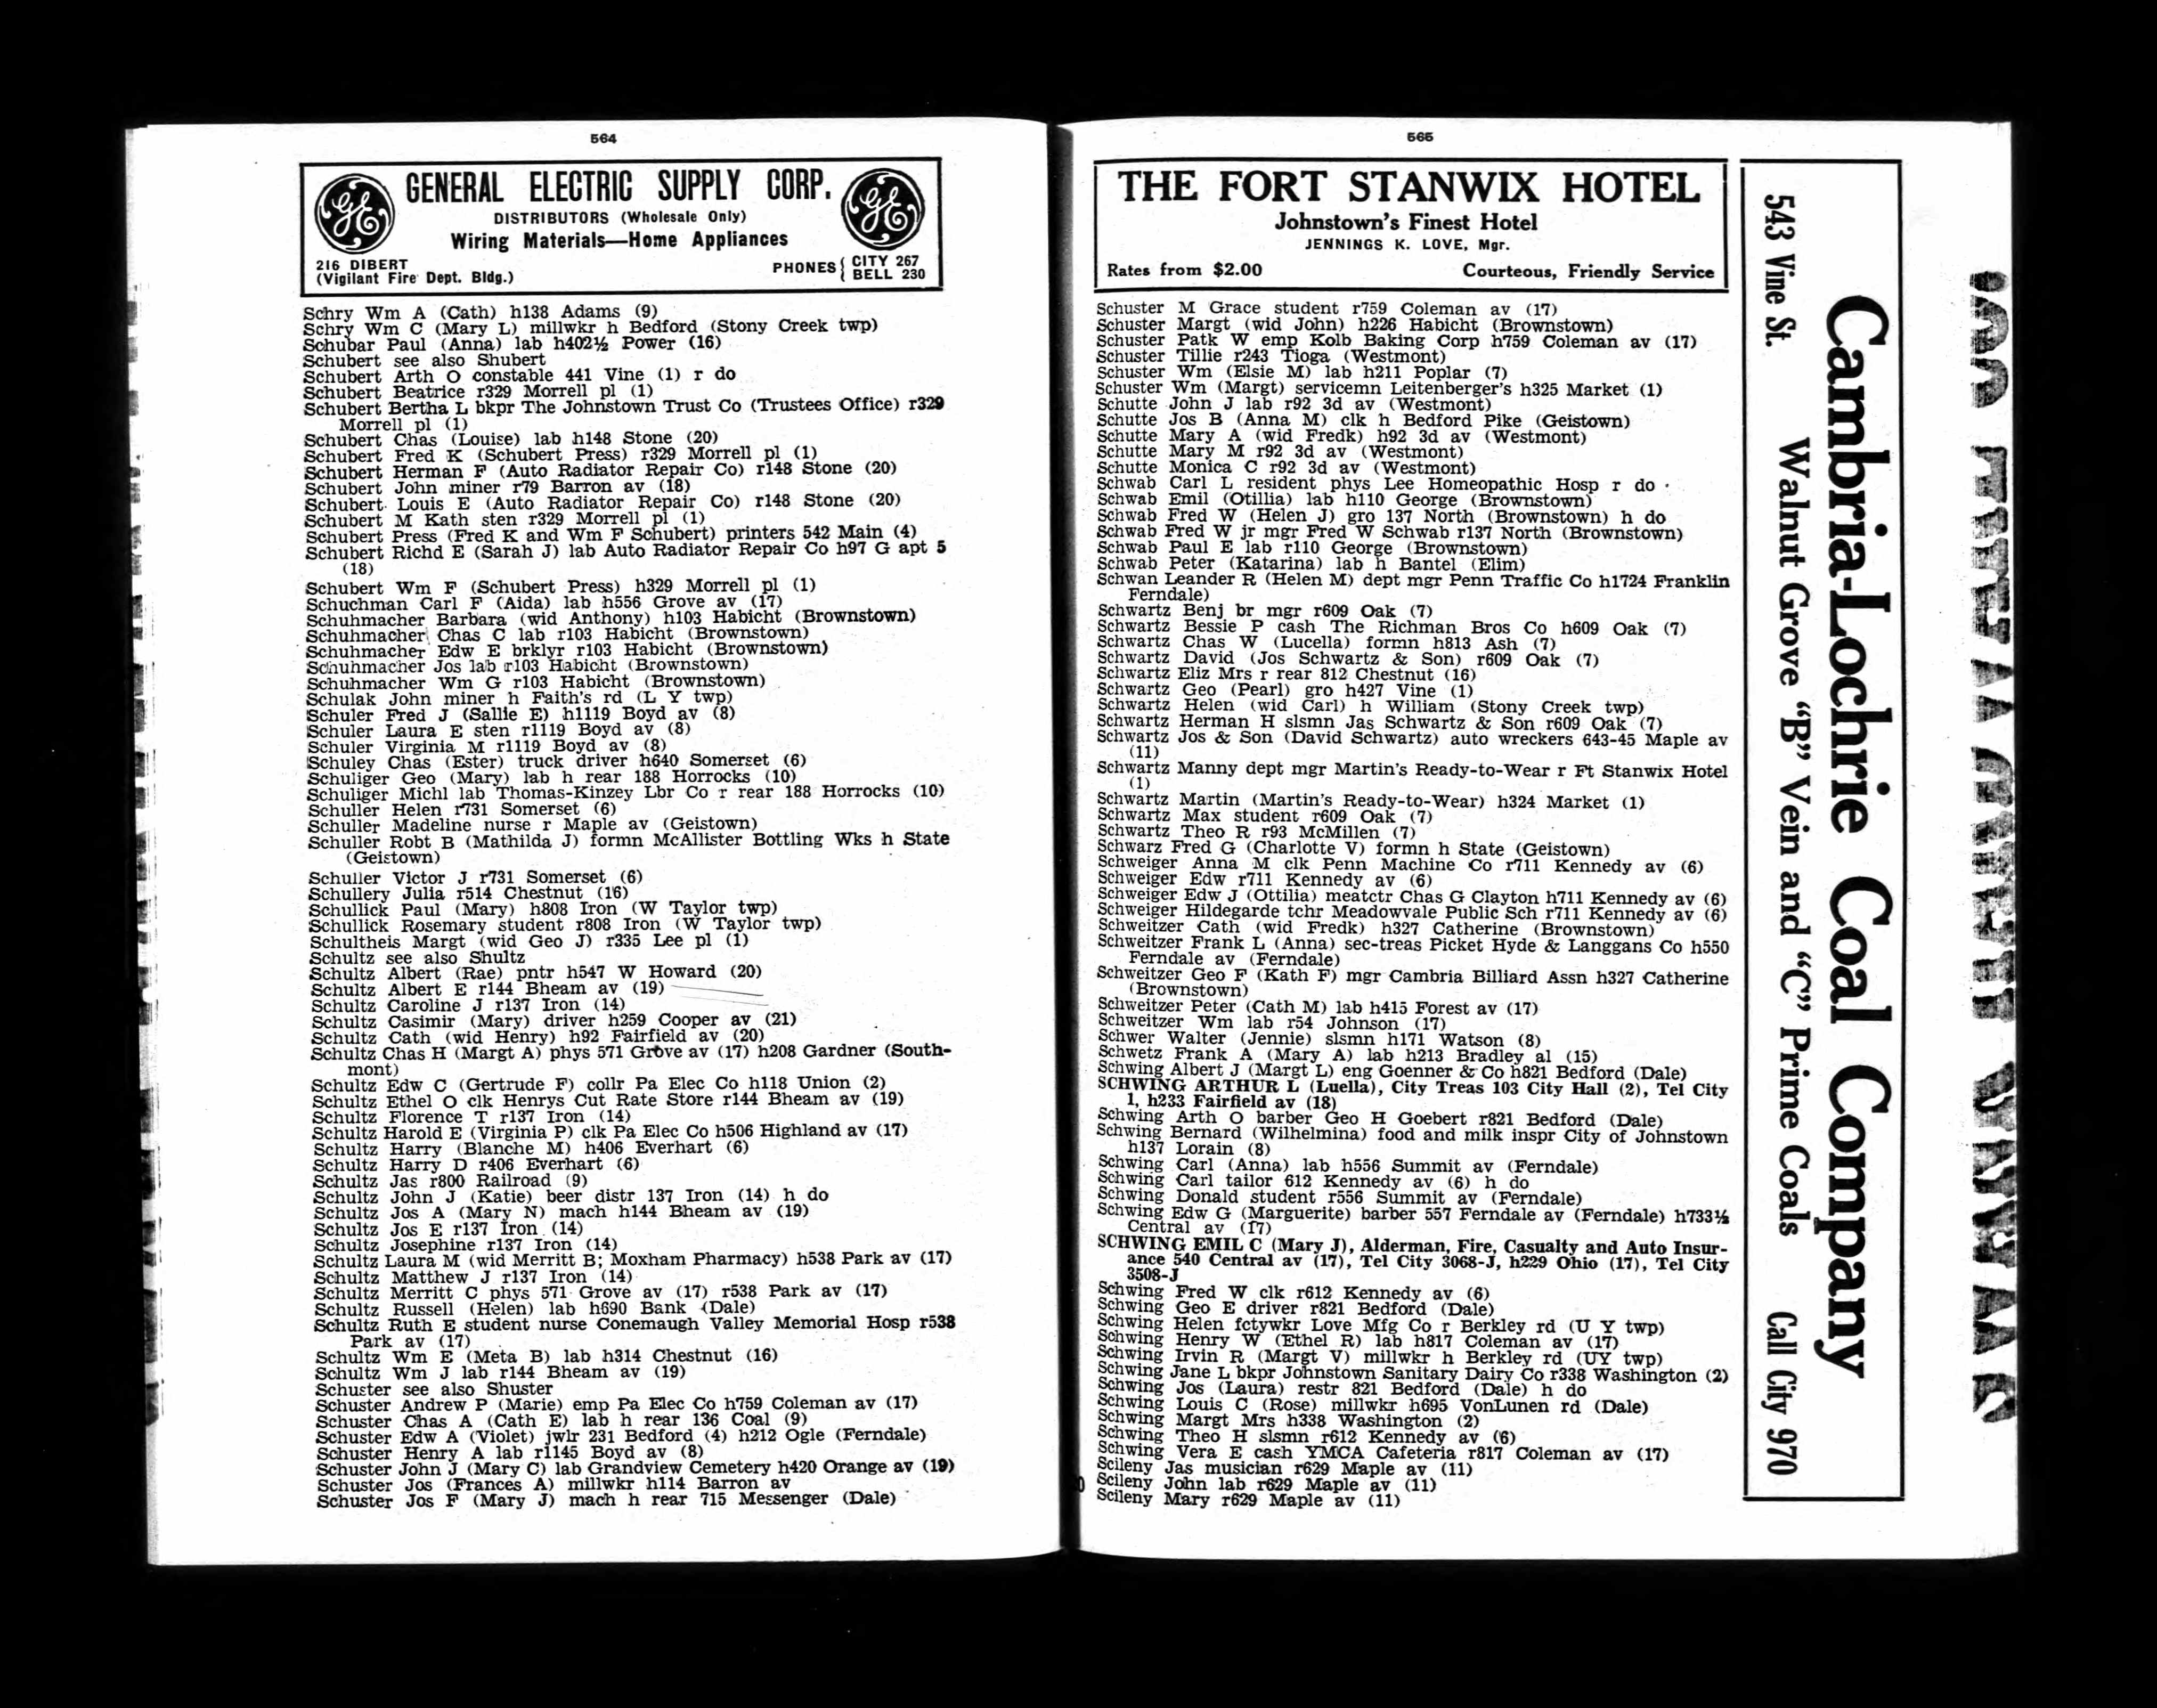 564
GENERAL ELECTRIC SUPPLY CORP.
DISTRIBUTORS (Wholesale Only)
Wiring Materials—Home Appliances
216 DIBERT
(Vigilant Fire Dept. Bldg.)
PHONES { CITY 267
BELL 230
Schry Wm A (Cath) h138 Adams (9)
Schry Wm C (Mary L) millwkr h Bedford (Stony Creek twp)
Schubar Paul (Anna) lab h402½ Power (16)
Schubert see also Shubert
Schubert Arth O constable 441 Vine (1) r do
Schubert Beatrice r329 Morrell pl (1)
Schubert Bertha L bkpr The Johnstown Trust Co (Trustees Office) r329
Morrell pl (1)
Schubert Chas (Louise) lab h148 Stone (20)
Schubert Fred K (Schubert Press) r329 Morrell pl (1)
Schubert Herman F (Auto Radiator Repair Co) r148 Stone (20)
Schubert John miner r79 Barron av (18)
Schubert Louis E (Auto Radiator Repair Co) r148 Stone (20)
Schubert M Kath sten r329 Morrell pl (1)
Schubert Press (Fred K and Wm F Schubert) printers 542 Main (4)
Schubert Richd E (Sarah J) lab Auto Radiator Repair Co h97 G apt 5
(18)
Schubert Wm F (Schubert Press) h329 Morrell pl (1)
Schuchman Carl F (Aida) lab h556 Grove av (17)
Schuhmacher Barbara (wid Anthony) h103 Habicht (Brownstown)
Schuhmacher Chas C lab r103 Habicht (Brownstown)
Schuhmacher Edw E brklyr r103 Habicht (Brownstown)
Schuhmacher Jos lab r103 Habicht (Brownstown)
Schuhmacher Wm G r103 Habicht (Brownstown)
Schulak John miner h Faith's rd (L Y twp)
Schuler Fred J (Sallie E) h1119 Boyd av (8)
Schuler Laura E sten r1119 Boyd av (8)
Schuler Virginia M r1119 Boyd av (8)
Schuley Chas (Ester) truck driver h640 Somerset (6)
Schuliger Geo (Mary) lab h rear 188 Horrocks (10)
Schuliger Michl lab Thomas-Kinzey Lbr Co r rear 188 Horrocks (10)
Schuller Helen r731 Somerset (6)
Schuller Madeline nurse r Maple av (Geistown)
Schuller Robt B (Mathilda J) formn McAllister Bottling Wks h State
(Geistown)
Schuller Victor J r731 Somerset (6)
Schullery Julia r514 Chestnut (16)
Schullick Paul (Mary) h808 Iron (W Taylor twp)
Schullick Rosemary student r808 Iron (W Taylor twp)
Schultheis Margt (wid Geo J) r335 Lee pl (1)
Schultz see also Shultz
Schultz Albert (Rae) pntr h547 W Howard (20)
Schultz Albert E r144 Bheam av (19)
Schultz Caroline J r137 Iron (14)
Schultz Casimir (Mary) driver h259 Cooper av (21)
Schultz Cath (wid Henry) h92 Fairfield av (20)
Schultz Chas H (Margt A) phys 571 Grove av (17) h208 Gardner (South-
mont)
Schultz Edw C (Gertrude F) collr Pa Elec Co h118 Union (2)
Schultz Ethel O clk Henrys Cut Rate Store r144 Bheam av (19)
Schultz Florence T r137 Iron (14)
Schultz Harold E (Virginia P) clk Pa Elec Co h506 Highland av (17)
Schultz Harry (Blanche M) h406 Everhart (6)
Schultz Harry D r406 Everhart (6)
Schultz Jas r800 Railroad (9)
Schultz John J (Katie) beer distr 137 Iron (14) h do
Schultz Jos A (Mary N) mach h144 Bheam av (19)
Schultz Jos E r137 Iron (14)
Schultz Josephine r137 Iron (14)
Schultz Laura M (wid Merritt B; Moxham Pharmacy) h538 Park av (17)
Schultz Matthew J r137 Iron (14)
Schultz Merritt C phys 571 Grove av (17) r538 Park av (17)
Schultz Russell (Helen) lab h690 Bank (Dale)
Schultz Ruth E student nurse Conemaugh Valley Memorial Hosp r538
Park av (17)
Schultz Wm E (Meta B) lab h314 Chestnut (16)
Schultz Wm J lab r144 Bheam av (19)
Schuster see also Shuster
Schuster Andrew P (Marie) emp Pa Elec Co h759 Coleman av (17)
Schuster Chas A (Cath E) lab h rear 136 Coal (9)
Schuster Edw A (Violet) jwlr 231 Bedford (4) h212 Ogle (Ferndale)
Schuster Henry A lab r1145 Boyd av (8)
Schuster John J (Mary C) lab Grandview Cemetery h420 Orange av (19)
Schuster Jos (Frances A) millwkr h114 Barron av
Schuster Jos F (Mary J) mach h rear 715 Messenger (Dale)
565
THE FORT STANWIX HOTEL
Johnstown's Finest Hotel
JENNINGS K. LOVE, Mgr.
Rates from $2.00 Courteous, Friendly Service
Schuster M Grace student r759 Coleman av (17)
Schuster Margt (wid John) h226 Habicht (Brownstown)
Schuster Patk W emp Kolb Baking Corp h759 Coleman av (17)
Schuster Tillie r243 Tioga (Westmont)
Schuster Wm (Elsie M) lab h211 Poplar (7)
Schuster Wm (Margt) servicemn Leitenberger's h325 Market (1)
Schutte John J lab r92 3d av (Westmont)
Schutte Jos B (Anna M) clk h Bedford Pike (Geistown)
Schutte Mary A (wid Fredk) h92 3d av (Westmont)
Schutte Mary M r92 3d av (Westmont)
Schutte Monica C r92 3d av (Westmont)
Schwab Carl L resident phys Lee Homeopathic Hosp r do
Schwab Emil (Otillia) lab h110 George (Brownstown)
Schwab Fred W (Helen J) gro 137 North (Brownstown) h do
Schwab Fred W jr mgr Fred W Schwab r137 North (Brownstown)
Schwab Paul E lab r110 George (Brownstown)
Schwab Peter (Katarina) lab h Bantel (Elim)
Schwan Leander R (Helen M) dept mgr Penn Traffic Co h1724 Franklin
Ferndale)
Schwartz Benj br mgr r609 Oak (7)
Schwartz Bessie P cash The Richman Bros Co h609 Oak (7)
Schwartz Chas W (Lucella) formn h813 Ash (7)
Schwartz David (Jos Schwartz & Son) r609 Oak (7)
Schwartz Eliz Mrs r rear 812 Chestnut (16)
Schwartz Geo (Pearl) gro h427 Vine (1)
Schwartz Helen (wid Carl) h William (Stony Creek twp)
Schwartz Herman H slsmn Jas Schwartz & Son r609 Oak (7)
Schwartz Jos & Son (David Schwartz) auto wreckers 643-45 Maple av
(11)
Schwartz Manny dept mgr Martin's Ready-to-Wear r Ft Stanwix Hotel
(1)
Schwartz Martin (Martin's Ready-to-Wear) h324 Market (1)
Schwartz Max student r609 Oak (7)
Schwartz Theo R r93 McMillen (7)
Schwarz Fred G (Charlotte V) formn h State (Geistown)
Schweiger Anna M clk Penn Machine Co r711 Kennedy av (6)
Schweiger Edw r711 Kennedy av (6)
Schweiger Edw J (Ottilia) meatctr Chas G Clayton h711 Kennedy av (6)
Schweiger Hildegarde tchr Meadowvale Public Sch r711 Kennedy av (6)
Schweitzer Cath (wid Fredk) h327 Catherine (Brownstown)
Schweitzer Frank L (Anna) sec-treas Picket Hyde & Langgans Co h550
Ferndale av (Ferndale)
Schweitzer Geo F (Kath F) mgr Cambria Billiard Assn h327 Catherine
(Brownstown)
Schweitzer Peter (Cath M) lab h415 Forest av (17)
Schweitzer Wm lab r54 Johnson (17)
Schwer Walter (Jennie) slsmn h171 Watson (8)
Schwetz Frank A (Mary A) lab h213 Bradley al (15)
Schwing Albert J (Margt L) eng Goenner & Co h821 Bedford (Dale)
SCHWING ARTHUR L (Luella), City Treas 103 City Hall (2), Tel City
1, h233 Fairfield av (18)
Schwing Arth O barber Geo H Goebert r821 Bedford (Dale)
Schwing Bernard (Wilhelmina) food and milk inspr City of Johnstown
h137 Lorain (8)
Schwing Carl (Anna) lab h556 Summit av (Ferndale)
Schwing Carl tailor 612 Kennedy av (6) h do
Schwing Donald student r556 Summit av (Ferndale)
Schwing Edw G (Marguerite) barber 557 Ferndale av (Ferndale) h733½
Central av (17)
SCHWING EMIL C (Mary J), Alderman, Fire, Casualty and Auto Insur-
ance 540 Central av (17), Tel City 3068-J, h229 Ohio (17), Tel City
3508-J
Schwing Fred W clk r612 Kennedy av (6)
Schwing Geo E driver r821 Bedford (Dale)
Schwing Helen fctywkr Love Mfg Co r Berkley rd (U Y twp)
Schwing Henry W (Ethel R) lab h817 Coleman av (17)
Schwing Irvin R (Margt V) millwkr h Berkley rd (UY twp)
Schwing Jane L bkpr Johnstown Sanitary Dairy Co r338 Washington (2)
Schwing Jos (Laura) restr 821 Bedford (Dale) h do
Schwing Louis C (Rose) millwkr h695 VonLunen rd (Dale)
Schwing Margt Mrs h338 Washington (2)
Schwing Theo H slsmn r612 Kennedy av (6)
Schwing Vera E cash YMCA Cafeteria r817 Coleman av (17)
Scileny Jas musician r629 Maple av (11)
Scileny John lab r629 Maple av (11)
Scileny Mary r629 Maple av (11)
Cambria-Lochrie Coal Company
543 Vine St. Walnut Grove "B" Vein and "C" Prime Coals Call City 970